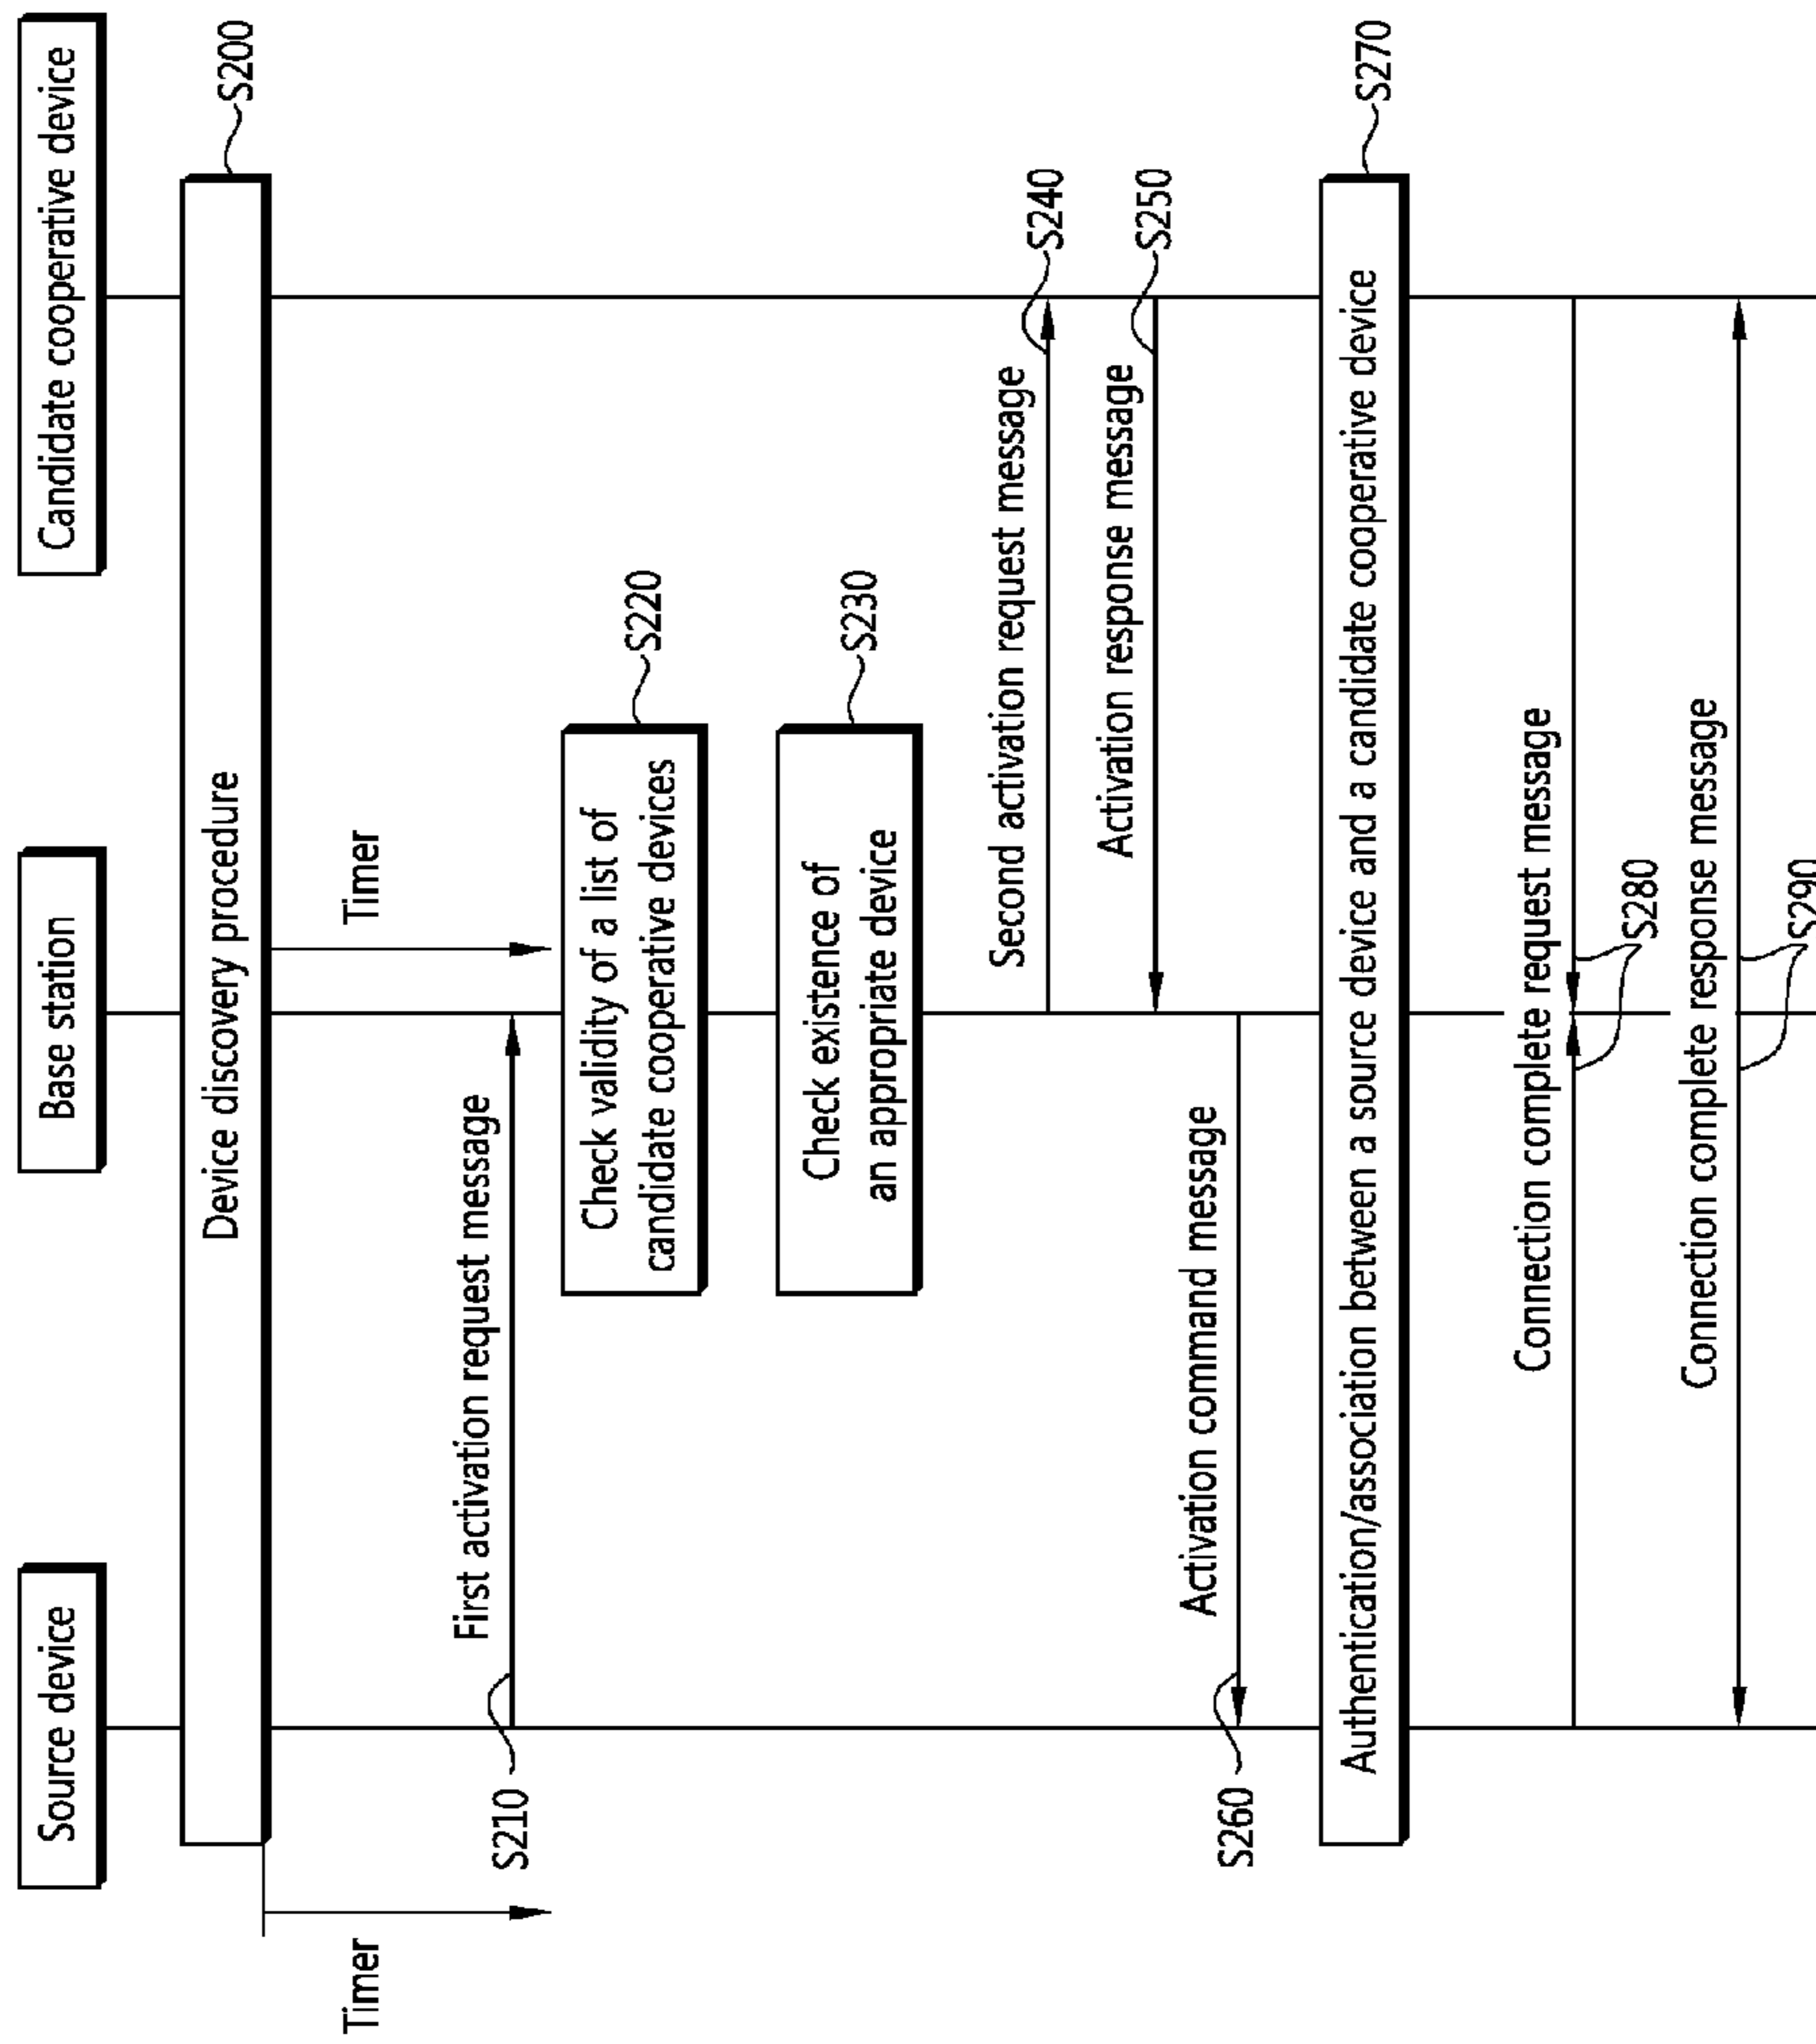 Source device
Base station
Candidate cooperative device
Device discovery procedure
S200
Timer
Timer
First activation request message
S210
Check validity of a list of
candidate cooperative devices
S220
Check existence of
an appropriate device
S230
Second activation request message
S240
Activation response message
S250
Activation command message
S260
Authentication/association between a source device and a candidate cooperative device
S270
Connection complete request message
S280
Connection complete response message
S290